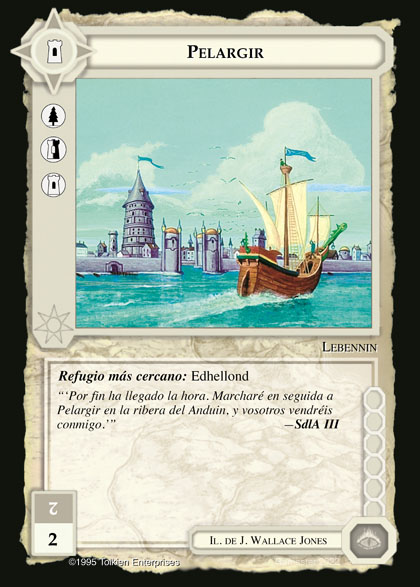 PELARGIR
LEBENNIN
Refugio más cercano: Edhellond
“‘Por fin ha llegado la hora. Marcharé en seguida a
Pelargir en la ribera del Anduin, y vosotros vendréis
conmigo.’” —SdlA III
2
2
IL. DE J. WALLACE JONES
©1995 Tolkien Enterprises